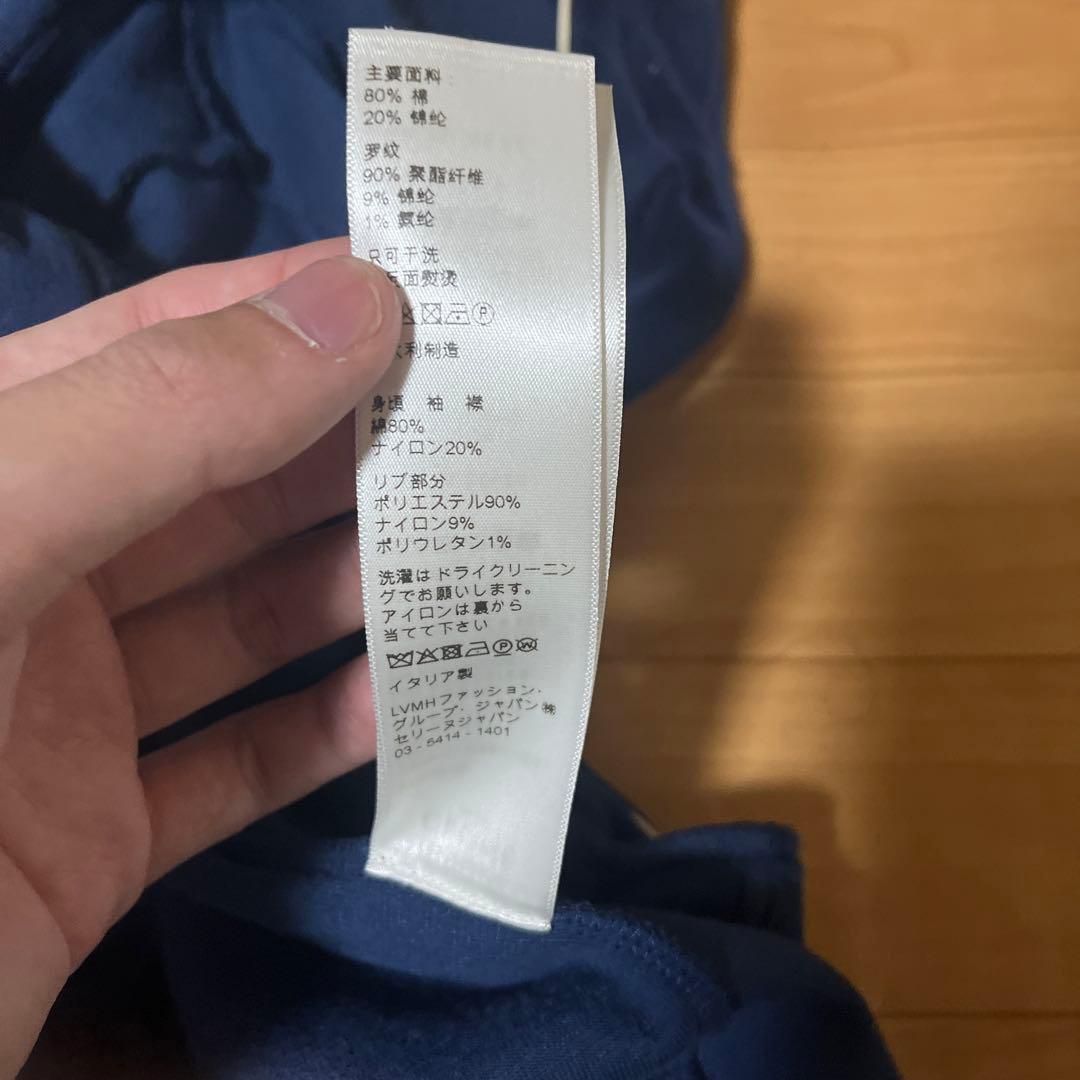 主要面料:
80% 棉
20% 锦纶
罗纹
90% 聚酯纤维
9% 锦纶
1% 氨纶
只可干洗
反面熨烫
大利制造
身頃 袖 襟
綿80%
ナイロン20%
リブ部分
ポリエステル90%
ナイロン9%
ポリウレタン1%
洗濯はドライクリーニン
グでお願いします。
アイロンは裏から
当てて下さい
イタリア製
LVMHファッション・
グループ・ジャパン㈱
セリーヌジャパン
03-5414-1401